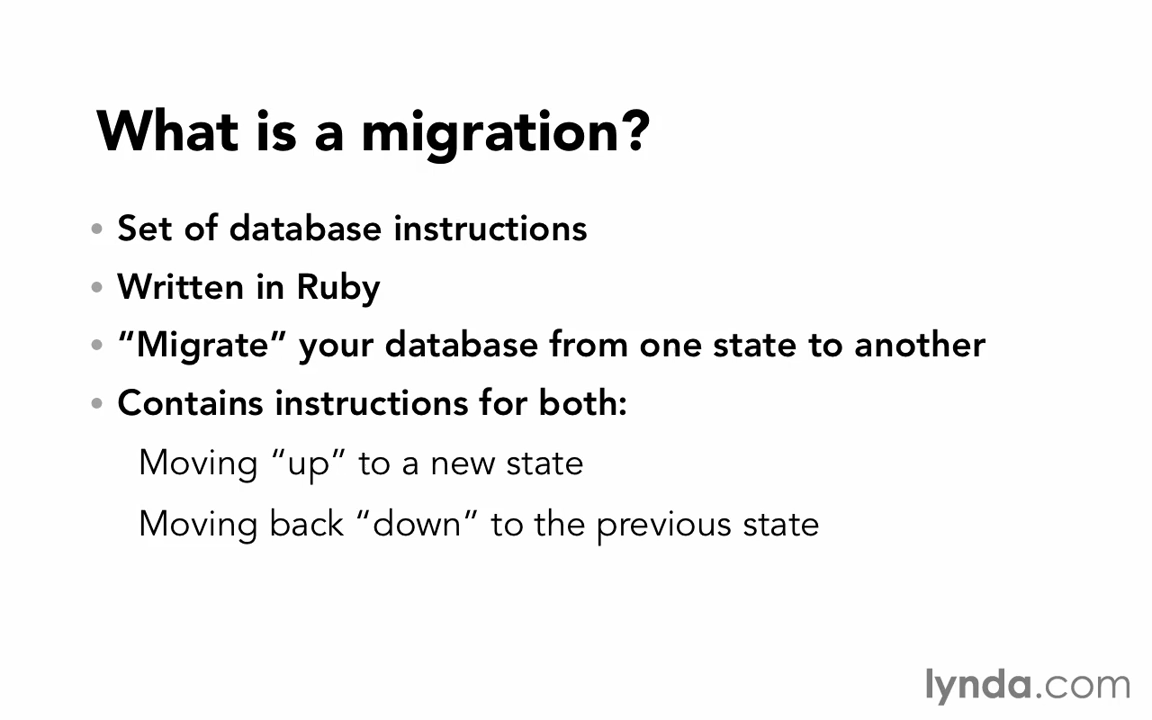 What is a migration?
• Set of database instructions
• Written in Ruby
• “Migrate” your database from one state to another
• Contains instructions for both:
Moving “up” to a new state
Moving back “down” to the previous state
lynda.com